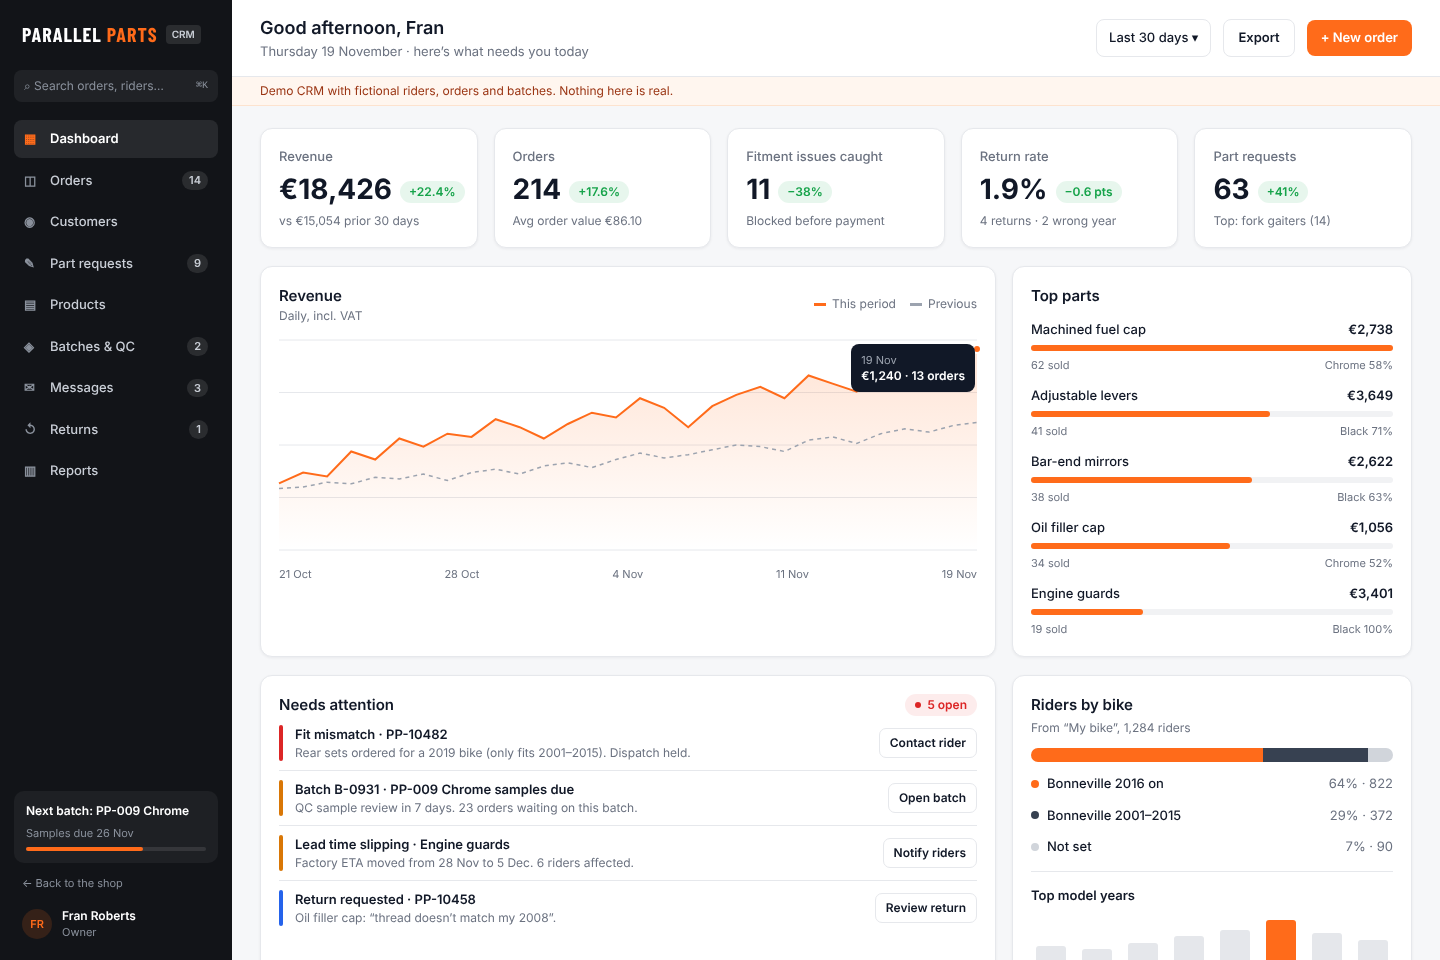 PARALLEL PARTS CRM
Search orders, riders... ⌘K
Dashboard
Orders 14
Customers
Part requests 9
Products
Batches & QC 2
Messages 3
Returns 1
Reports
Next batch: PP-009 Chrome
Samples due 26 Nov
← Back to the shop
FR
Fran Roberts
Owner
Good afternoon, Fran
Thursday 19 November · here's what needs you today
Last 30 days ▾
Export
+ New order
Demo CRM with fictional riders, orders and batches. Nothing here is real.
Revenue
€18,426 +22.4%
vs €15,054 prior 30 days
Orders
214 +17.6%
Avg order value €86.10
Fitment issues caught
11 −38%
Blocked before payment
Return rate
1.9% −0.6 pts
4 returns · 2 wrong year
Part requests
63 +41%
Top: fork gaiters (14)
Revenue
Daily, incl. VAT
This period Previous
19 Nov
€1,240 · 13 orders
21 Oct 28 Oct 4 Nov 11 Nov 19 Nov
Top parts
Machined fuel cap €2,738
62 sold Chrome 58%
Adjustable levers €3,649
41 sold Black 71%
Bar-end mirrors €2,622
38 sold Black 63%
Oil filler cap €1,056
34 sold Chrome 52%
Engine guards €3,401
19 sold Black 100%
Needs attention 5 open
Fit mismatch · PP-10482
Rear sets ordered for a 2019 bike (only fits 2001–2015). Dispatch held.
Contact rider
Batch B-0931 · PP-009 Chrome samples due
QC sample review in 7 days. 23 orders waiting on this batch.
Open batch
Lead time slipping · Engine guards
Factory ETA moved from 28 Nov to 5 Dec. 6 riders affected.
Notify riders
Return requested · PP-10458
Oil filler cap: “thread doesn’t match my 2008”.
Review return
Riders by bike
From “My bike”, 1,284 riders
Bonneville 2016 on 64% · 822
Bonneville 2001–2015 29% · 372
Not set 7% · 90
Top model years